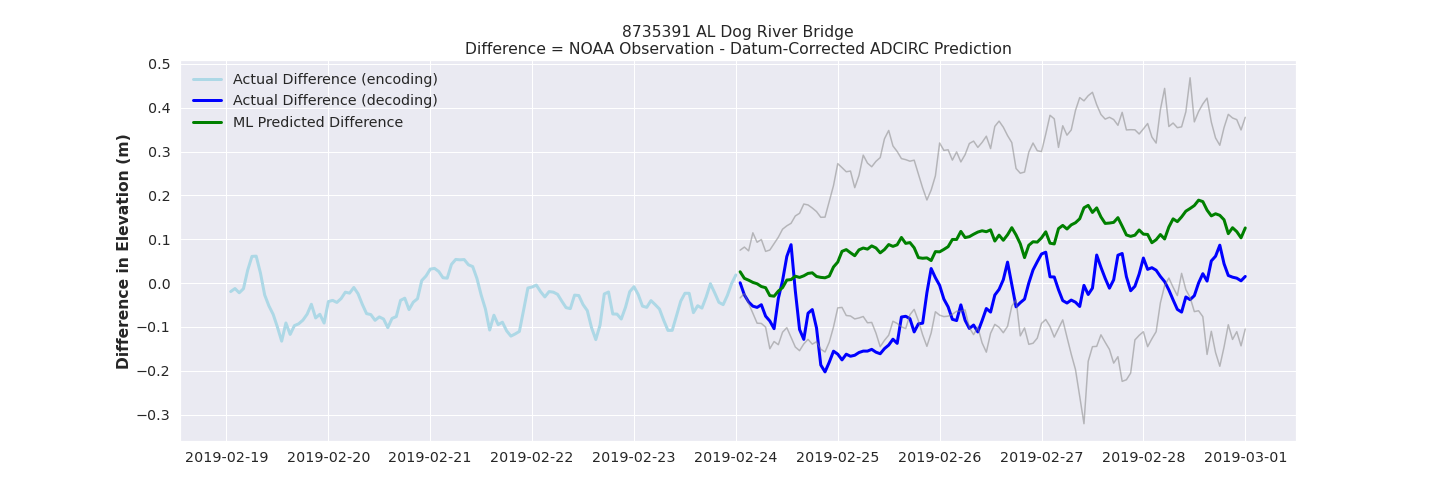 8735391 AL Dog River Bridge
Difference = NOAA Observation - Datum-Corrected ADCIRC Prediction
Difference in Elevation (m)
0.5
0.4
0.3
0.2
0.1
0.0
−0.1
−0.2
−0.3
Actual Difference (encoding)
Actual Difference (decoding)
ML Predicted Difference
2019-02-19 2019-02-20 2019-02-21 2019-02-22 2019-02-23 2019-02-24 2019-02-25 2019-02-26 2019-02-27 2019-02-28 2019-03-01